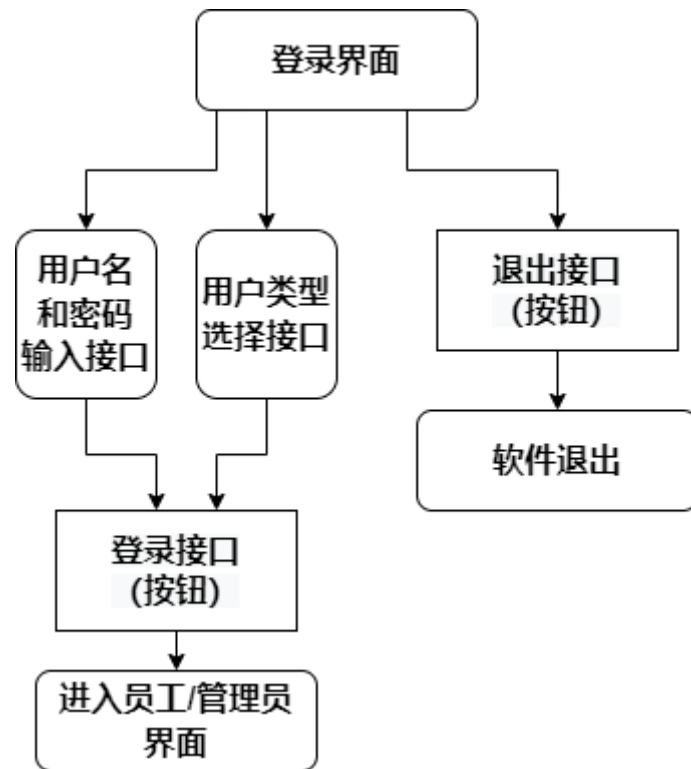 登录界面
用户名
和密码
输入接口
用户类型
选择接口
退出接口
(按钮)
软件退出
登录接口
(按钮)
进入员工/管理员
界面